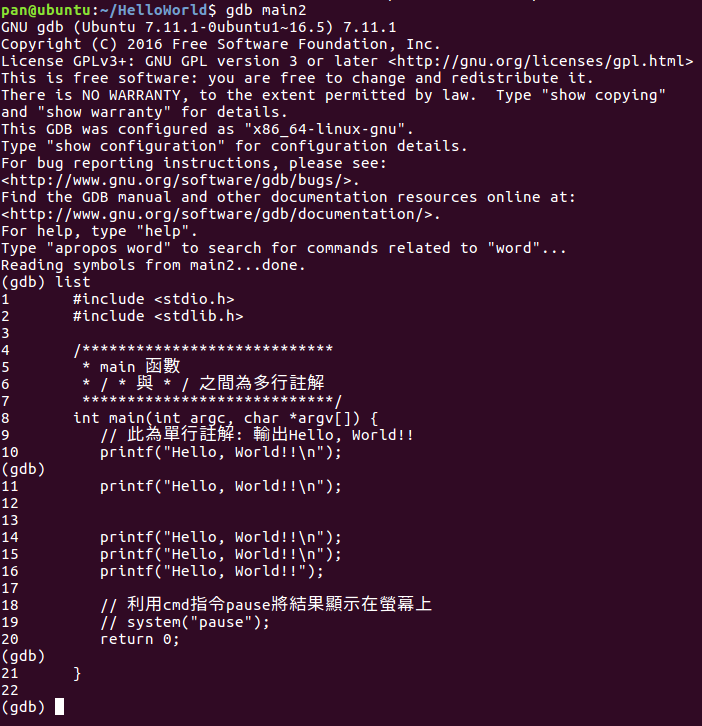 pan@ubuntu:~/HelloWorld$ gdb main2
GNU gdb (Ubuntu 7.11.1-0ubuntu1~16.5) 7.11.1
Copyright (C) 2016 Free Software Foundation, Inc.
License GPLv3+: GNU GPL version 3 or later <http://gnu.org/licenses/gpl.html>
This is free software: you are free to change and redistribute it.
There is NO WARRANTY, to the extent permitted by law.  Type "show copying"
and "show warranty" for details.
This GDB was configured as "x86_64-linux-gnu".
Type "show configuration" for configuration details.
For bug reporting instructions, please see:
<http://www.gnu.org/software/gdb/bugs/>.
Find the GDB manual and other documentation resources online at:
<http://www.gnu.org/software/gdb/documentation/>.
For help, type "help".
Type "apropos word" to search for commands related to "word"...
Reading symbols from main2...done.
(gdb) list
1       #include <stdio.h>
2       #include <stdlib.h>
3
4       /****************************
5        * main 函數
6        * / * 與 * / 之間為多行註解
7        ****************************/
8       int main(int argc, char *argv[]) {
9          // 此為單行註解: 輸出Hello, World!!
10         printf("Hello, World!!\n");
(gdb)
11         printf("Hello, World!!\n");
12
13
14         printf("Hello, World!!\n");
15         printf("Hello, World!!\n");
16         printf("Hello, World!!");
17
18         // 利用cmd指令pause將結果顯示在螢幕上
19         // system("pause");
20         return 0;
(gdb)
21      }
22
(gdb)